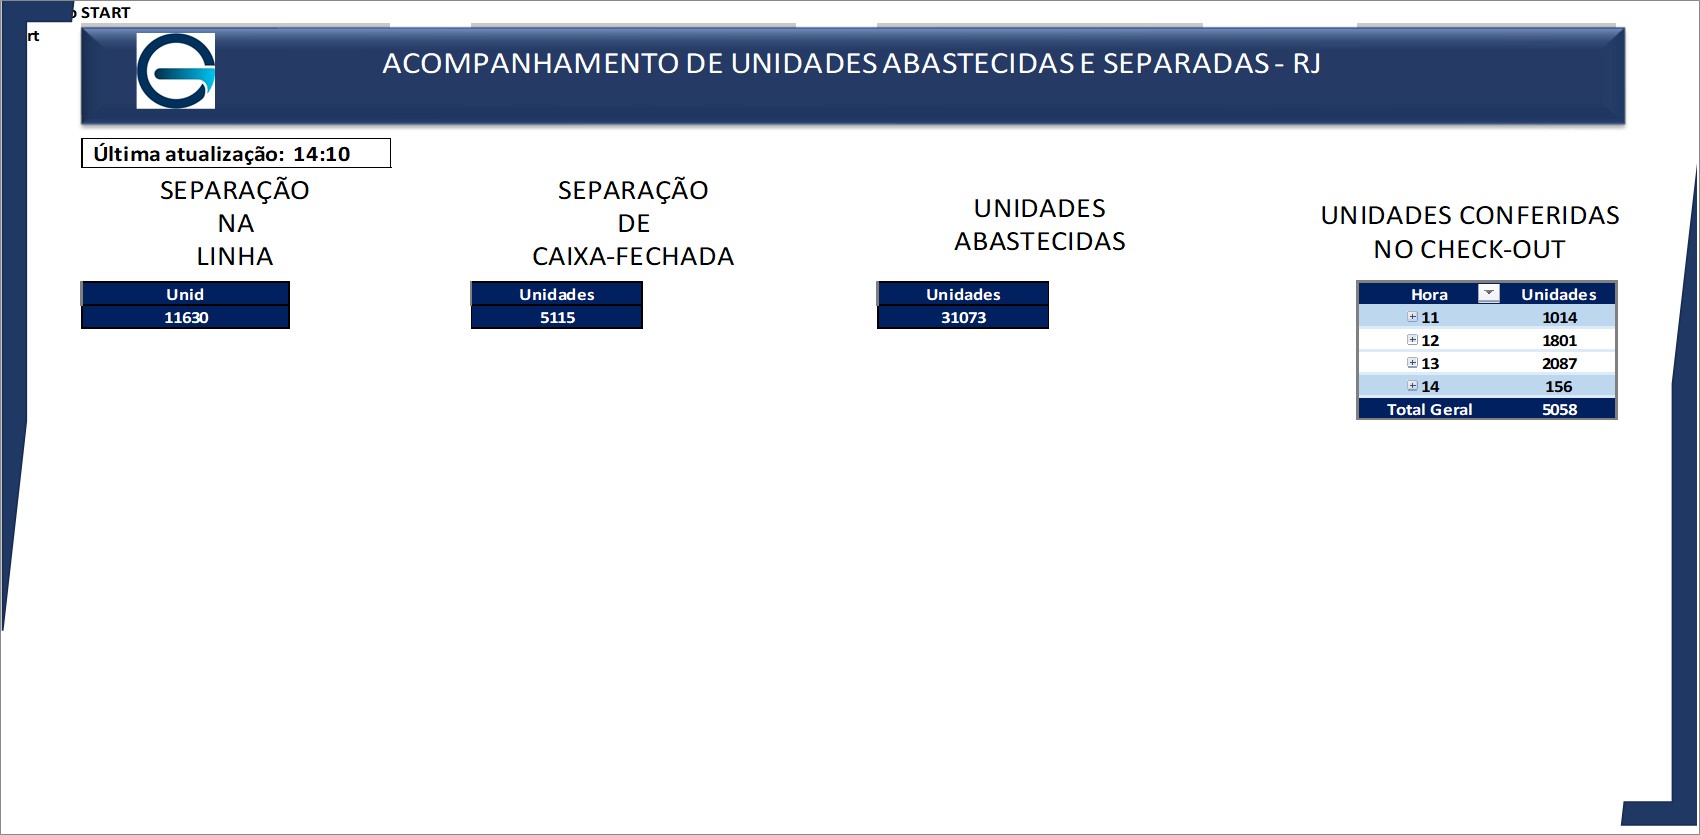 START
rt
ACOMPANHAMENTO DE UNIDADES ABASTECIDAS E SEPARADAS - RJ
Última atualização: 14:10
SEPARAÇÃO
NA
LINHA
Unid
11630
SEPARAÇÃO
DE
CAIXA-FECHADA
Unidades
5115
UNIDADES
ABASTECIDAS
Unidades
31073
UNIDADES CONFERIDAS
NO CHECK-OUT
Hora Unidades
11 1014
12 1801
13 2087
14 156
Total Geral 5058